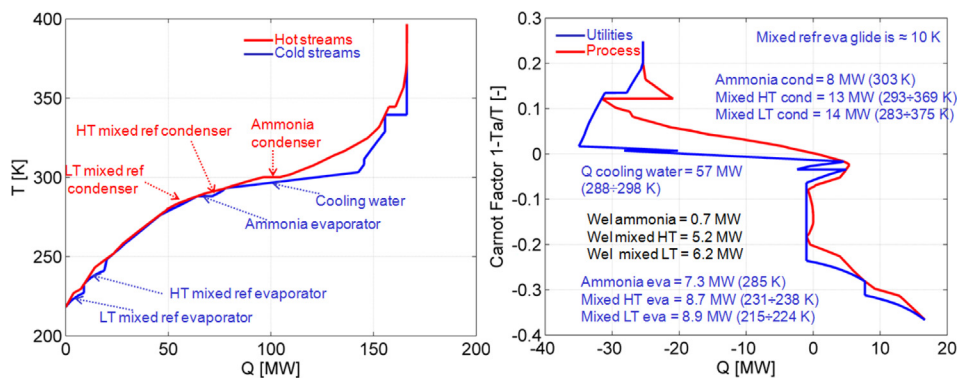 400
350
300
250
200
T [K]
Hot streams
Cold streams
HT mixed ref condenser
Ammonia
condenser
LT mixed ref
condenser
Cooling water
Ammonia evaporator
HT mixed ref evaporator
LT mixed ref evaporator
0
50
100
150
200
Q [MW]
0.3
0.2
0.1
0
-0.1
-0.2
-0.3
-0.4
Carnot Factor 1-Ta/T [-]
Utilities
Process
Mixed refr eva glide is ≈ 10 K
Ammonia cond = 8 MW (303 K)
Mixed HT cond = 13 MW (293÷369 K)
Mixed LT cond = 14 MW (283÷375 K)
Q cooling water = 57 MW
(288÷298 K)
Wel ammonia = 0.7 MW
Wel mixed HT = 5.2 MW
Wel mixed LT = 6.2 MW
Ammonia eva = 7.3 MW (285 K)
Mixed HT eva = 8.7 MW (231÷238 K)
Mixed LT eva = 8.9 MW (215÷224 K)
-40
-30
-20
-10
0
10
20
Q [MW]